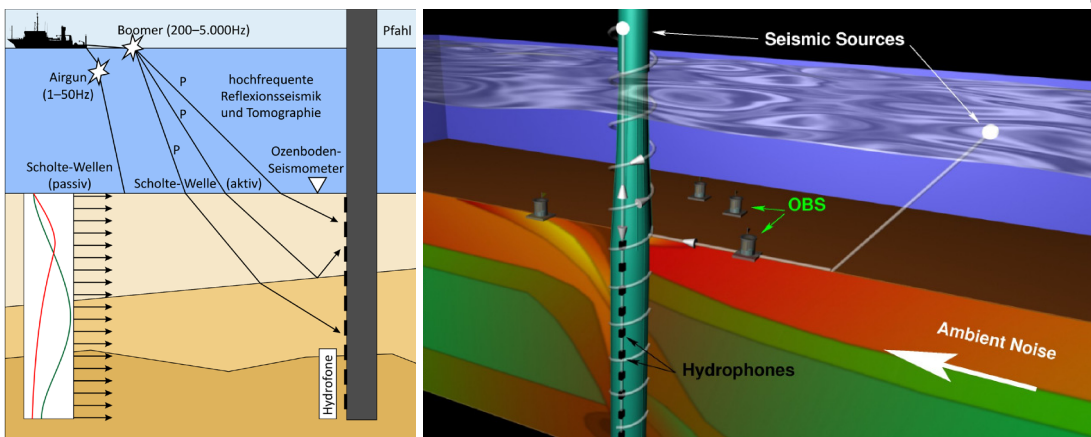 Boomer (200–5.000Hz)
Pfahl
Airgun
(1–50Hz)
P
hochfrequente
Reflexionsseismik
und Tomographie
P
P
Ozenboden-
Seismometer
Scholte-Wellen
(passiv)
Scholte-Welle (aktiv)
Hydrofone
Seismic Sources
OBS
Ambient Noise
Hydrophones